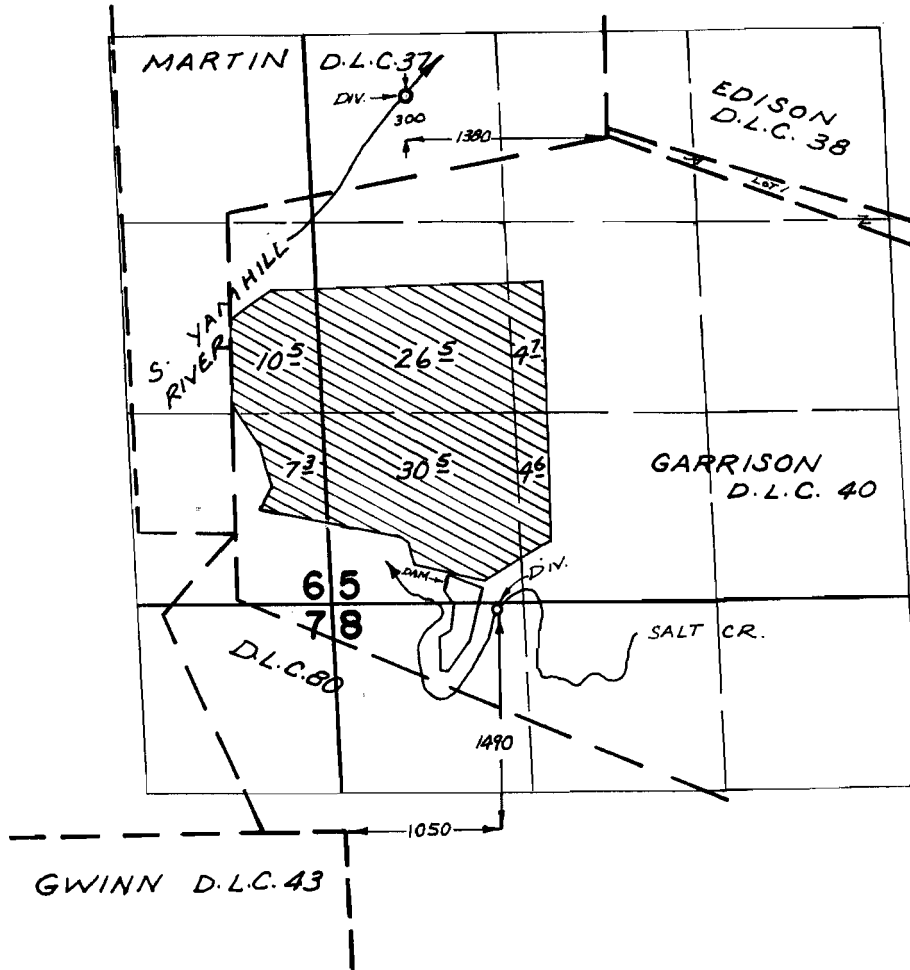 MARTIN D.L.C. 37
DIV.
300
1380
EDISON
D.L.C. 38
LOT 1
S. YAMHILL
RIVER
10 5
26 5
4 7
7 3
30 5
4 6
GARRISON
D.L.C. 40
DAM
DIV.
6 5
7 8
SALT CR.
D.L.C. 80
1490
1050
GWINN D.L.C. 43